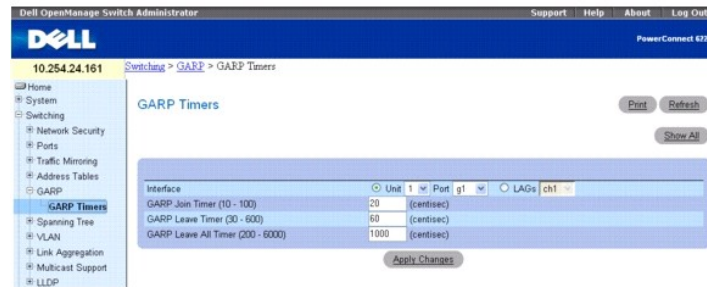 Dell OpenManage Switch Administrator
Support Help About Log Out
DELL
PowerConnect
10.254.24.161
Switching > GARP > GARP Timers
Home
System
Switching
Network Security
Ports
Traffic Mirroring
Address Tables
GARP
GARP Timers
Spanning Tree
VLAN
Link Aggregation
Multicast Support
LLDP
GARP Timers
Print Refresh
Show All
Interface Unit 1 Port g1 LAGs ch1
GARP Join Timer (10 - 100) 20 (centisec)
GARP Leave Timer (30 - 600) 60 (centisec)
GARP Leave All Timer (200 - 6000) 1000 (centisec)
Apply Changes